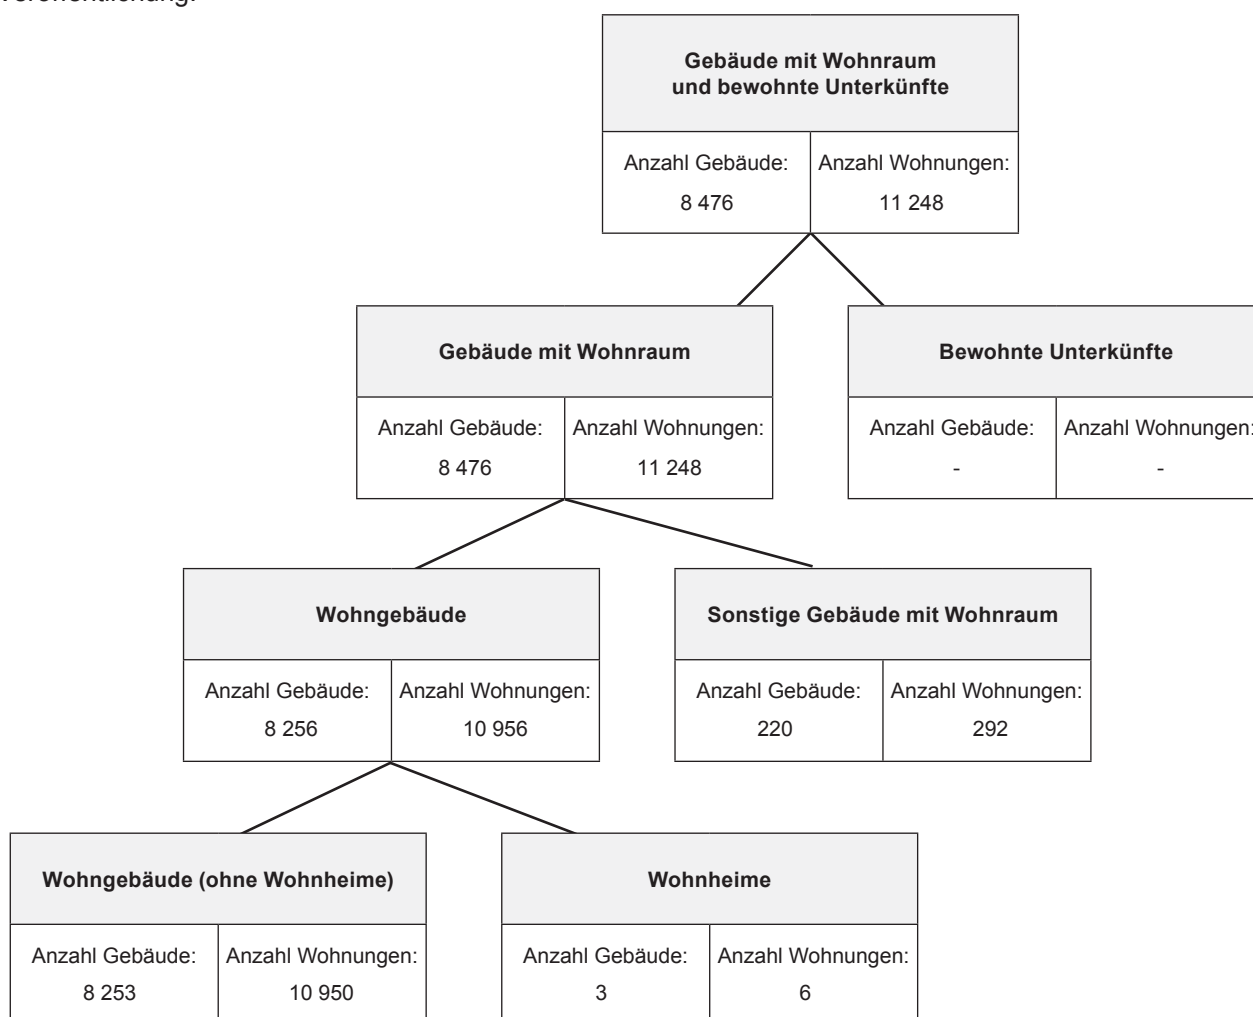 Veröffentlichung.
Gebäude mit Wohnraum
und bewohnte Unterkünfte
Anzahl Gebäude:
8 476
Anzahl Wohnungen:
11 248
Gebäude mit Wohnraum
Anzahl Gebäude:
8 476
Anzahl Wohnungen:
11 248
Bewohnte Unterkünfte
Anzahl Gebäude:
-
Anzahl Wohnungen:
-
Wohngebäude
Anzahl Gebäude:
8 256
Anzahl Wohnungen:
10 956
Sonstige Gebäude mit Wohnraum
Anzahl Gebäude:
220
Anzahl Wohnungen:
292
Wohngebäude (ohne Wohnheime)
Anzahl Gebäude:
8 253
Anzahl Wohnungen:
10 950
Wohnheime
Anzahl Gebäude:
3
Anzahl Wohnungen:
6